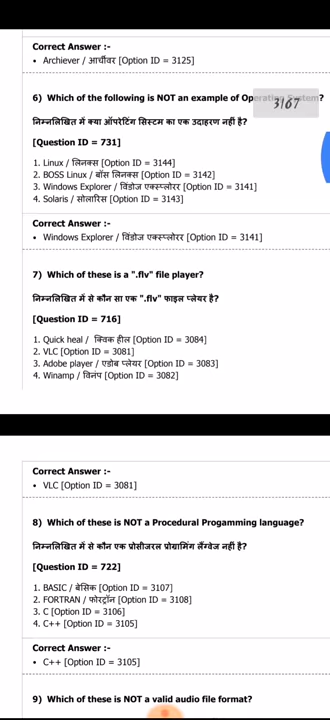 Correct Answer :-
• Archiever / आर्चीवर [Option ID = 3125]
6) Which of the following is NOT an example of Operating System?
3/67
निम्नलिखित में क्या ऑपरेटिंग सिस्टम का एक उदाहरण नहीं है?
[Question ID = 731]
1. Linux / लिनक्स [Option ID = 3144]
2. BOSS Linux / बॉस लिनक्स [Option ID = 3142]
3. Windows Explorer / विंडोज एक्स्प्लोरर [Option ID = 3141]
4. Solaris / सोलारिस [Option ID = 3143]
Correct Answer :-
• Windows Explorer / विंडोज एक्स्प्लोरर [Option ID = 3141]
7) Which of these is a ".flv" file player?
निम्नलिखित में से कौन सा एक ".flv" फाइल प्लेयर है?
[Question ID = 716]
1. Quick heal / क्विक हील [Option ID = 3084]
2. VLC [Option ID = 3081]
3. Adobe player / एडोब प्लेयर [Option ID = 3083]
4. Winamp / विनंप [Option ID = 3082]
Correct Answer :-
• VLC [Option ID = 3081]
8) Which of these is NOT a Procedural Progamming language?
निम्नलिखित में से कौन एक प्रोसीजरल प्रोग्रामिंग लैंग्वेज नहीं है?
[Question ID = 722]
1. BASIC / बेसिक [Option ID = 3107]
2. FORTRAN / फोरट्रॉन [Option ID = 3108]
3. C [Option ID = 3106]
4. C++ [Option ID = 3105]
Correct Answer :-
• C++ [Option ID = 3105]
9) Which of these is NOT a valid audio file format?